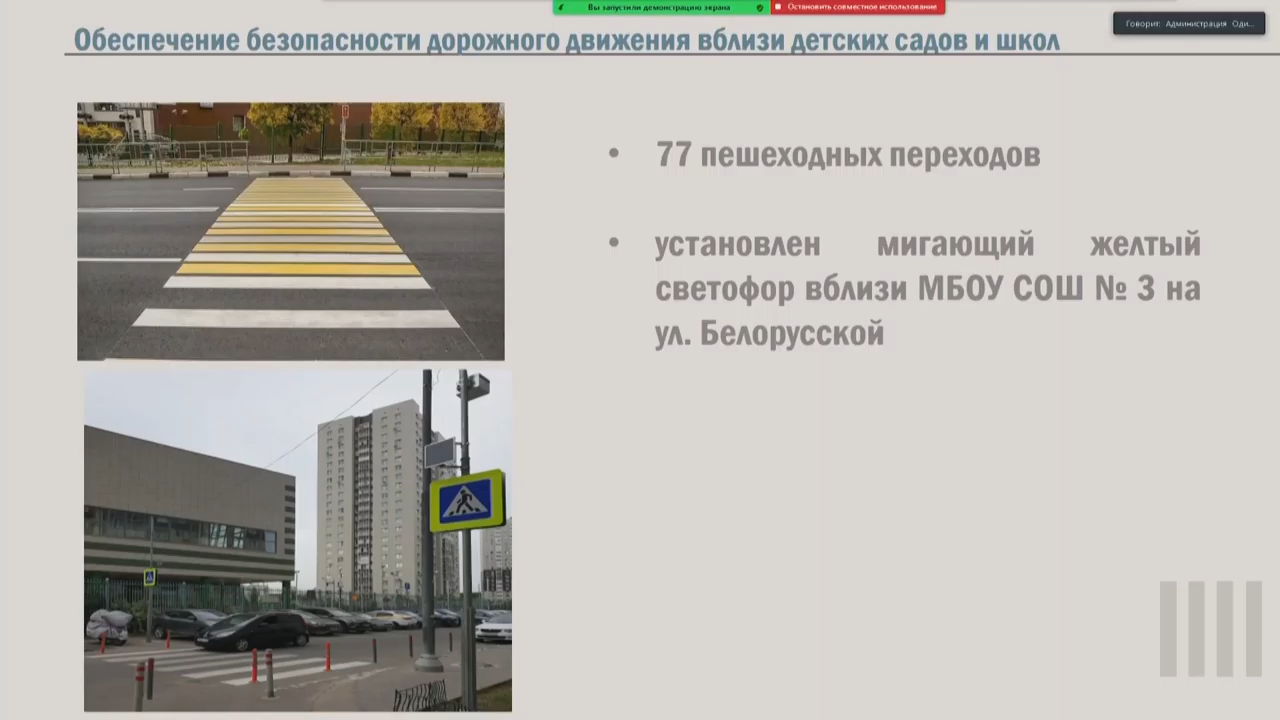 Вы запустили демонстрацию экрана
Остановить совместное использование
Говорит: Администрация Оди...
Обеспечение безопасности дорожного движения вблизи детских садов и школ
• 77 пешеходных переходов
• установлен мигающий желтый
светофор вблизи МБОУ СОШ № 3 на
ул. Белорусской